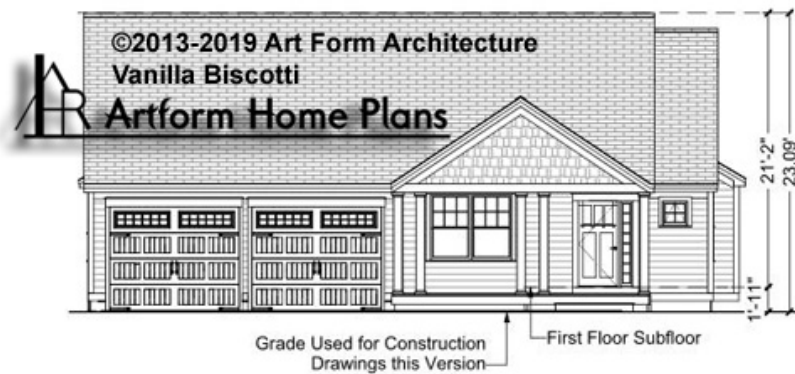 ©2013-2019 Art Form Architecture
Vanilla Biscotti
AR Artform Home Plans
21'-2"
23.09'
1'-11"
Grade Used for Construction
Drawings this Version
First Floor Subfloor